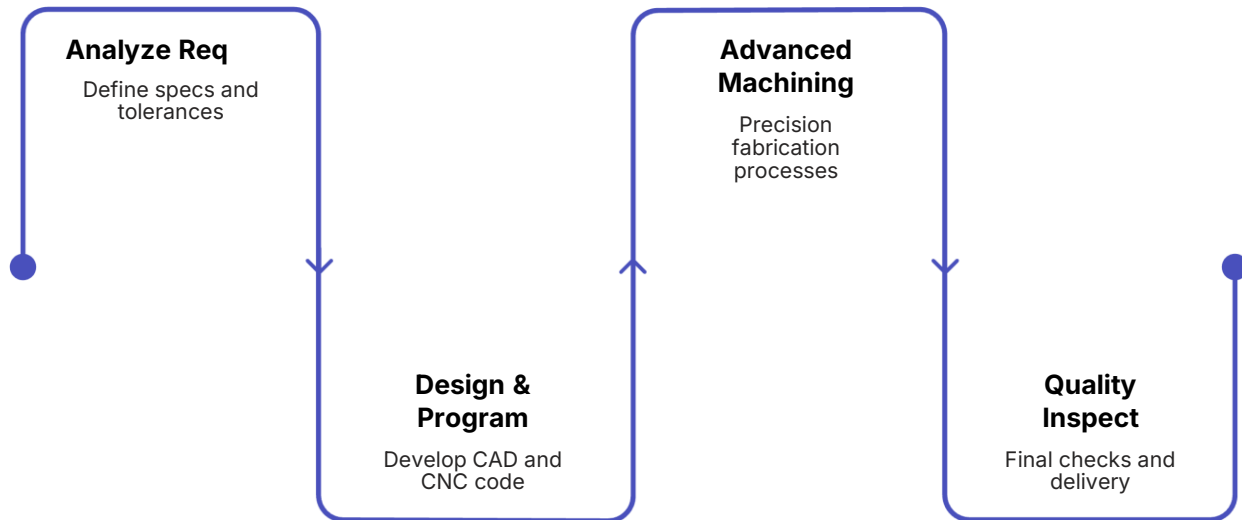 Analyze Req
Define specs and
tolerances
Design &
Program
Develop CAD and
CNC code
Advanced
Machining
Precision
fabrication
processes
Quality
Inspect
Final checks and
delivery